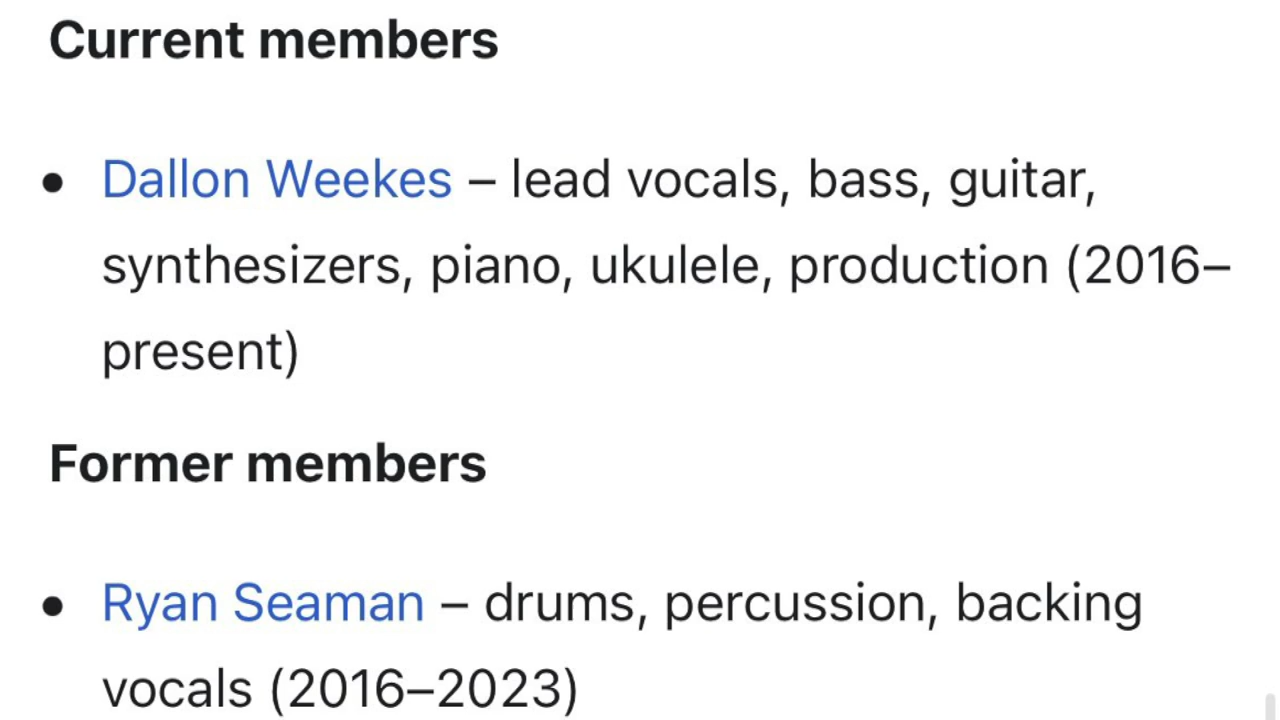 Current members
• Dallon Weekes – lead vocals, bass, guitar,
synthesizers, piano, ukulele, production (2016–
present)
Former members
• Ryan Seaman – drums, percussion, backing
vocals (2016–2023)